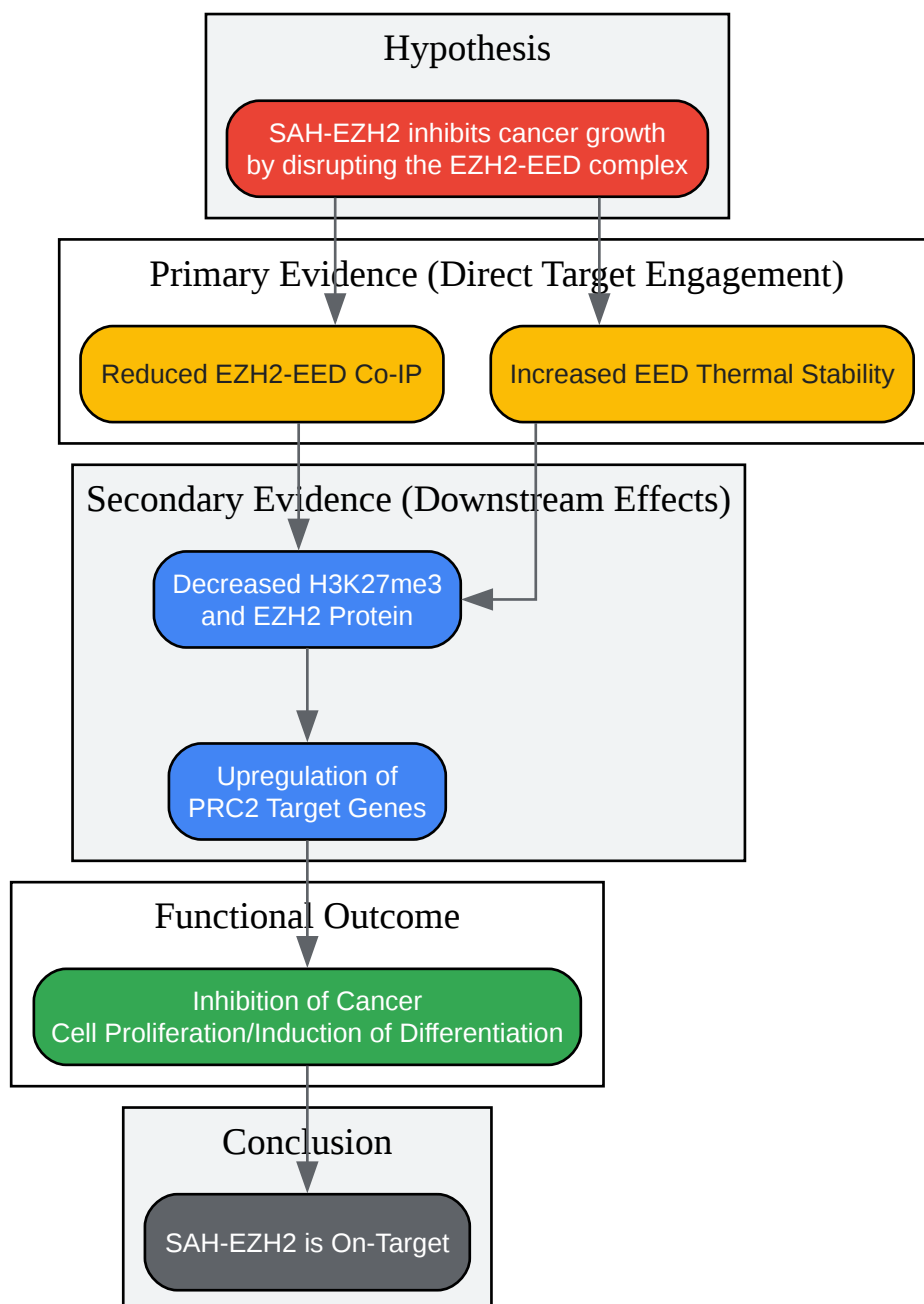 Hypothesis
SAH-EZH2 inhibits cancer growth
by disrupting the EZH2-EED complex
Primary Evidence (Direct Target Engagement)
Reduced EZH2-EED Co-IP
Increased EED Thermal Stability
Secondary Evidence (Downstream Effects)
Decreased H3K27me3
and EZH2 Protein
Upregulation of
PRC2 Target Genes
Functional Outcome
Inhibition of Cancer
Cell Proliferation/Induction of Differentiation
Conclusion
SAH-EZH2 is On-Target